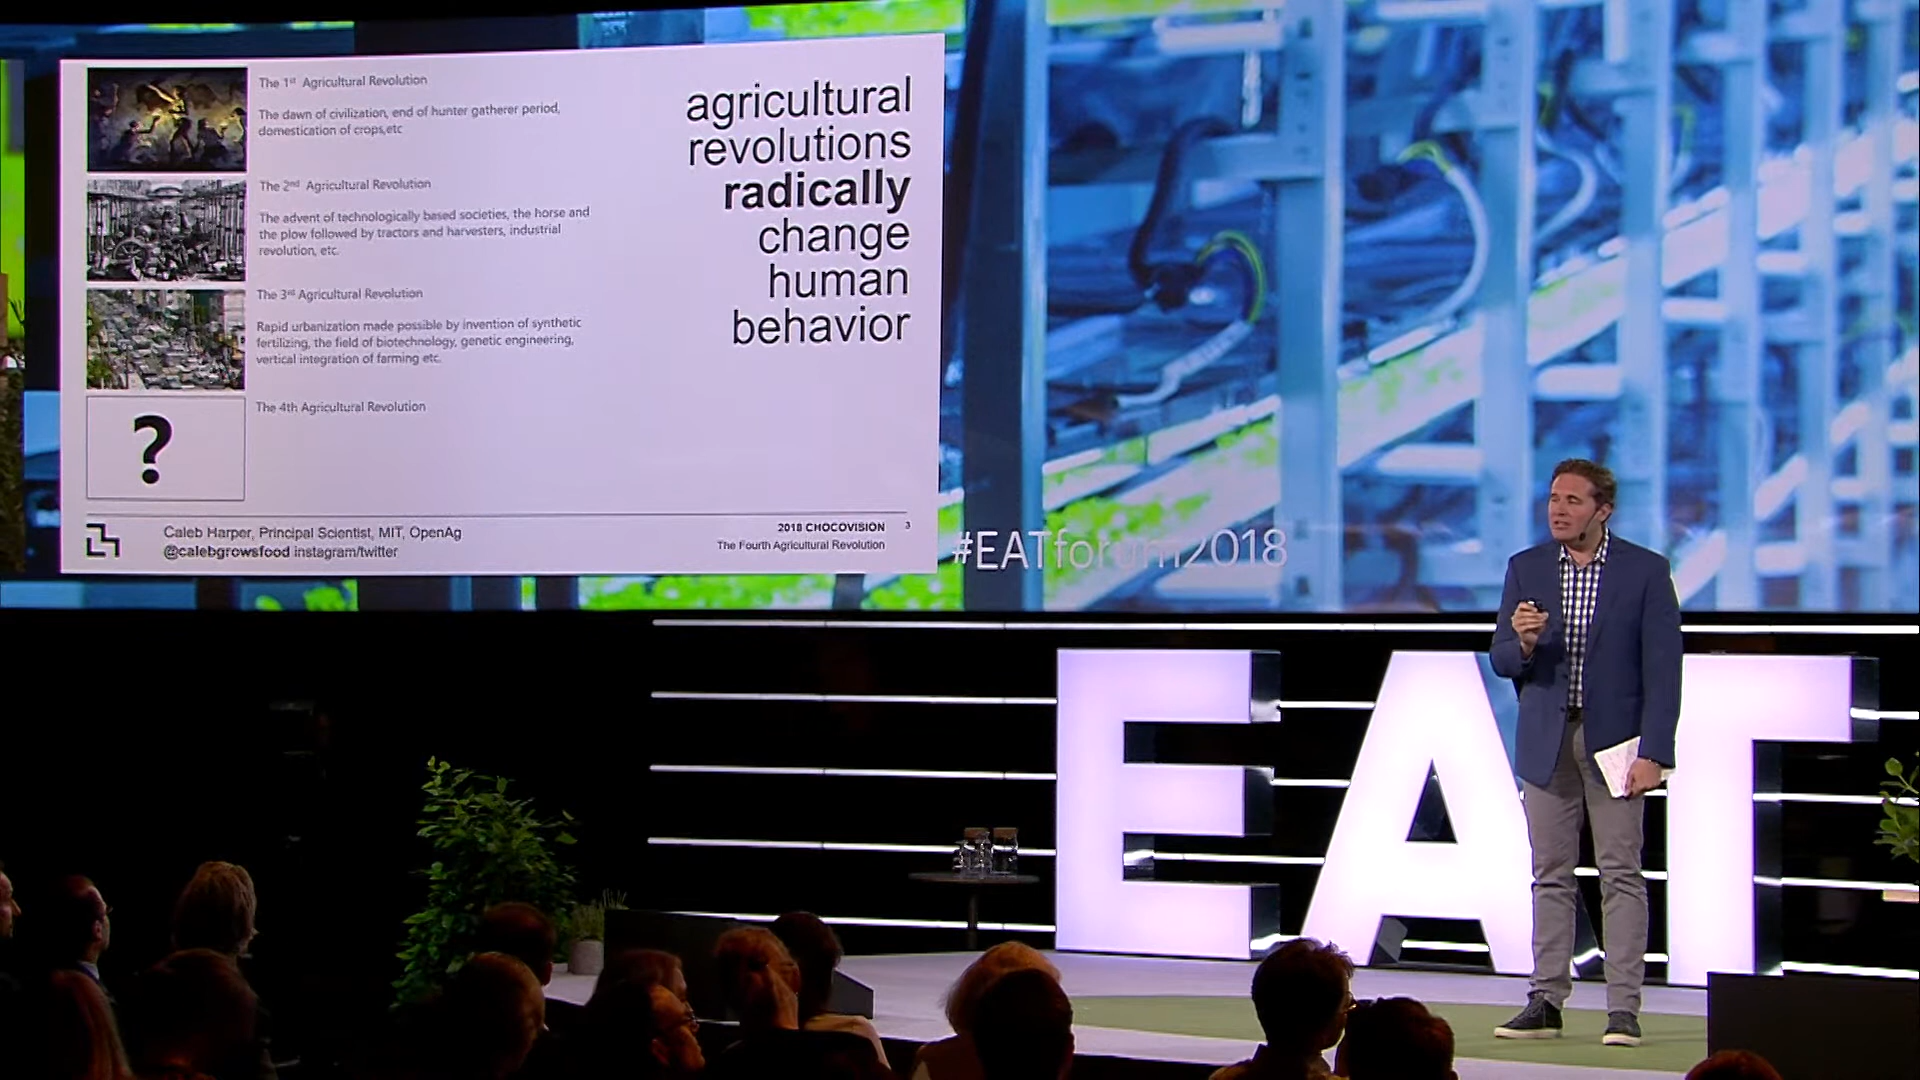 The 1st Agricultural Revolution
The dawn of civilization, end of hunter gatherer period,
domestication of crops,etc
The 2nd Agricultural Revolution
The advent of technologically based societies, the horse and
the plow followed by tractors and harvesters, industrial
revolution, etc.
The 3rd Agricultural Revolution
Rapid urbanization made possible by invention of synthetic
fertilizing, the field of biotechnology, genetic engineering,
vertical integration of farming etc.
?
The 4th Agricultural Revolution
agricultural
revolutions
radically
change
human
behavior
Caleb Harper, Principal Scientist, MIT, OpenAg
@calebgrowsfood instagram/twitter
2018 CHOCOVISION 3
The Fourth Agricultural Revolution
#EATforum2018
EAT